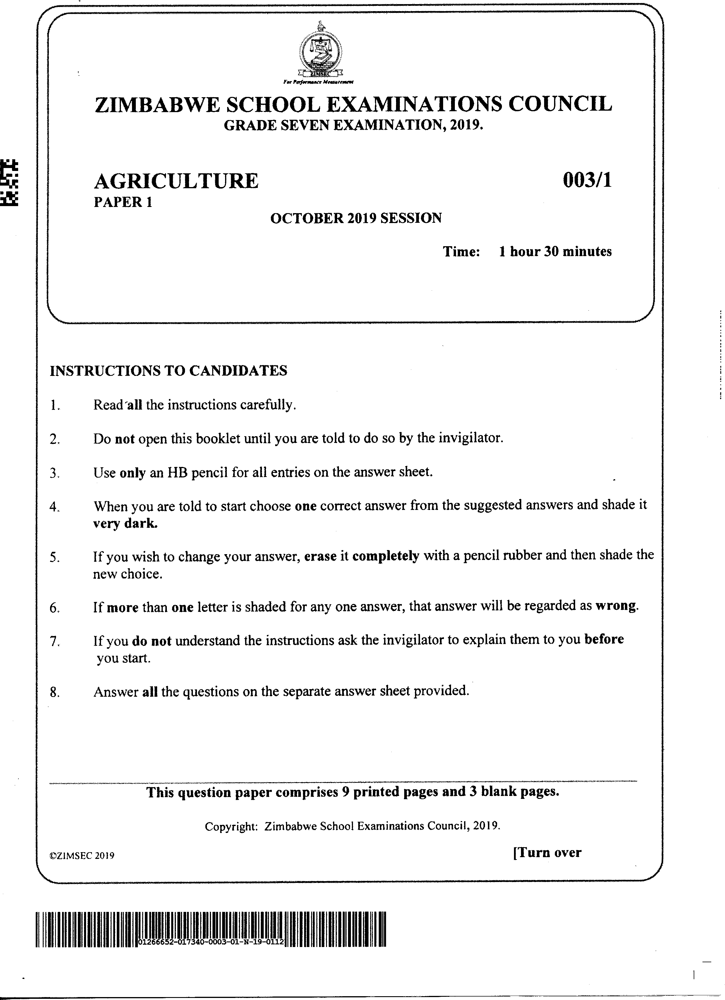 ZIMSEC
For Performance Measurement
ZIMBABWE SCHOOL EXAMINATIONS COUNCIL
GRADE SEVEN EXAMINATION, 2019.
AGRICULTURE 003/1
PAPER 1
OCTOBER 2019 SESSION
Time: 1 hour 30 minutes
INSTRUCTIONS TO CANDIDATES
1. Read all the instructions carefully.
2. Do not open this booklet until you are told to do so by the invigilator.
3. Use only an HB pencil for all entries on the answer sheet.
4. When you are told to start choose one correct answer from the suggested answers and shade it
very dark.
5. If you wish to change your answer, erase it completely with a pencil rubber and then shade the
new choice.
6. If more than one letter is shaded for any one answer, that answer will be regarded as wrong.
7. If you do not understand the instructions ask the invigilator to explain them to you before
you start.
8. Answer all the questions on the separate answer sheet provided.
This question paper comprises 9 printed pages and 3 blank pages.
Copyright: Zimbabwe School Examinations Council, 2019.
©ZIMSEC 2019 [Turn over
01266652-017340-0003-01-N-19-0112